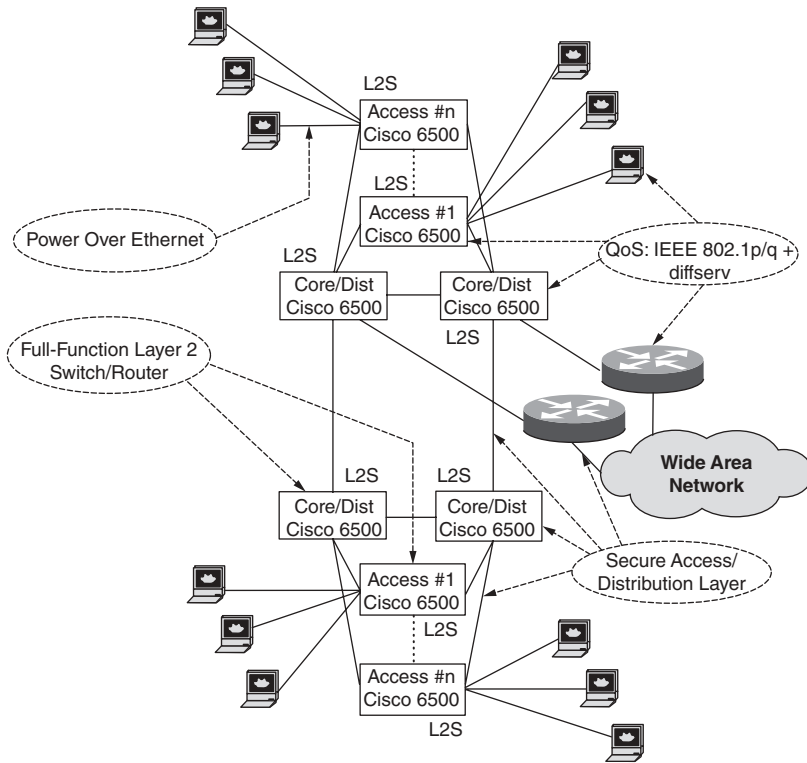 L2S
Access #n
Cisco 6500
L2S
Access #1
Cisco 6500
Power Over Ethernet
QoS: IEEE 802.1p/q +
diffserv
L2S
Core/Dist
Cisco 6500
Core/Dist
Cisco 6500
L2S
Full-Function Layer 2
Switch/Router
Wide Area
Network
L2S
Core/Dist
Cisco 6500
L2S
Core/Dist
Cisco 6500
Secure Access/
Distribution Layer
Access #1
Cisco 6500
L2S
Access #n
Cisco 6500
L2S